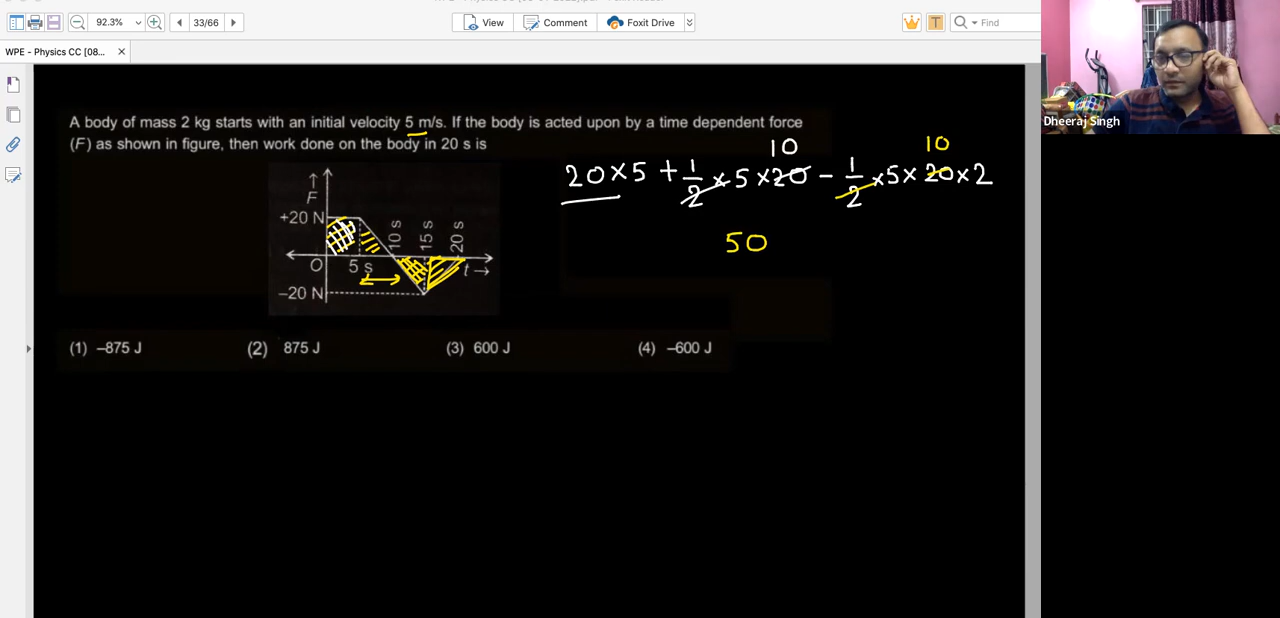 92.3%
33/66
View
Comment
Foxit Drive
T
Find
WPE - Physics CC [08...
Dheeraj Singh
A body of mass 2 kg starts with an initial velocity 5 m/s. If the body is acted upon by a time dependent force
(F) as shown in figure, then work done on the body in 20 s is
10 10
20 × 5 + 1/2 × 5 × 20 − 1/2 × 5 × 20 × 2
50
↑
F
+20 N
10 s
15 s
20 s
O
5 s
t →
−20 N
(1) −875 J (2) 875 J (3) 600 J (4) −600 J